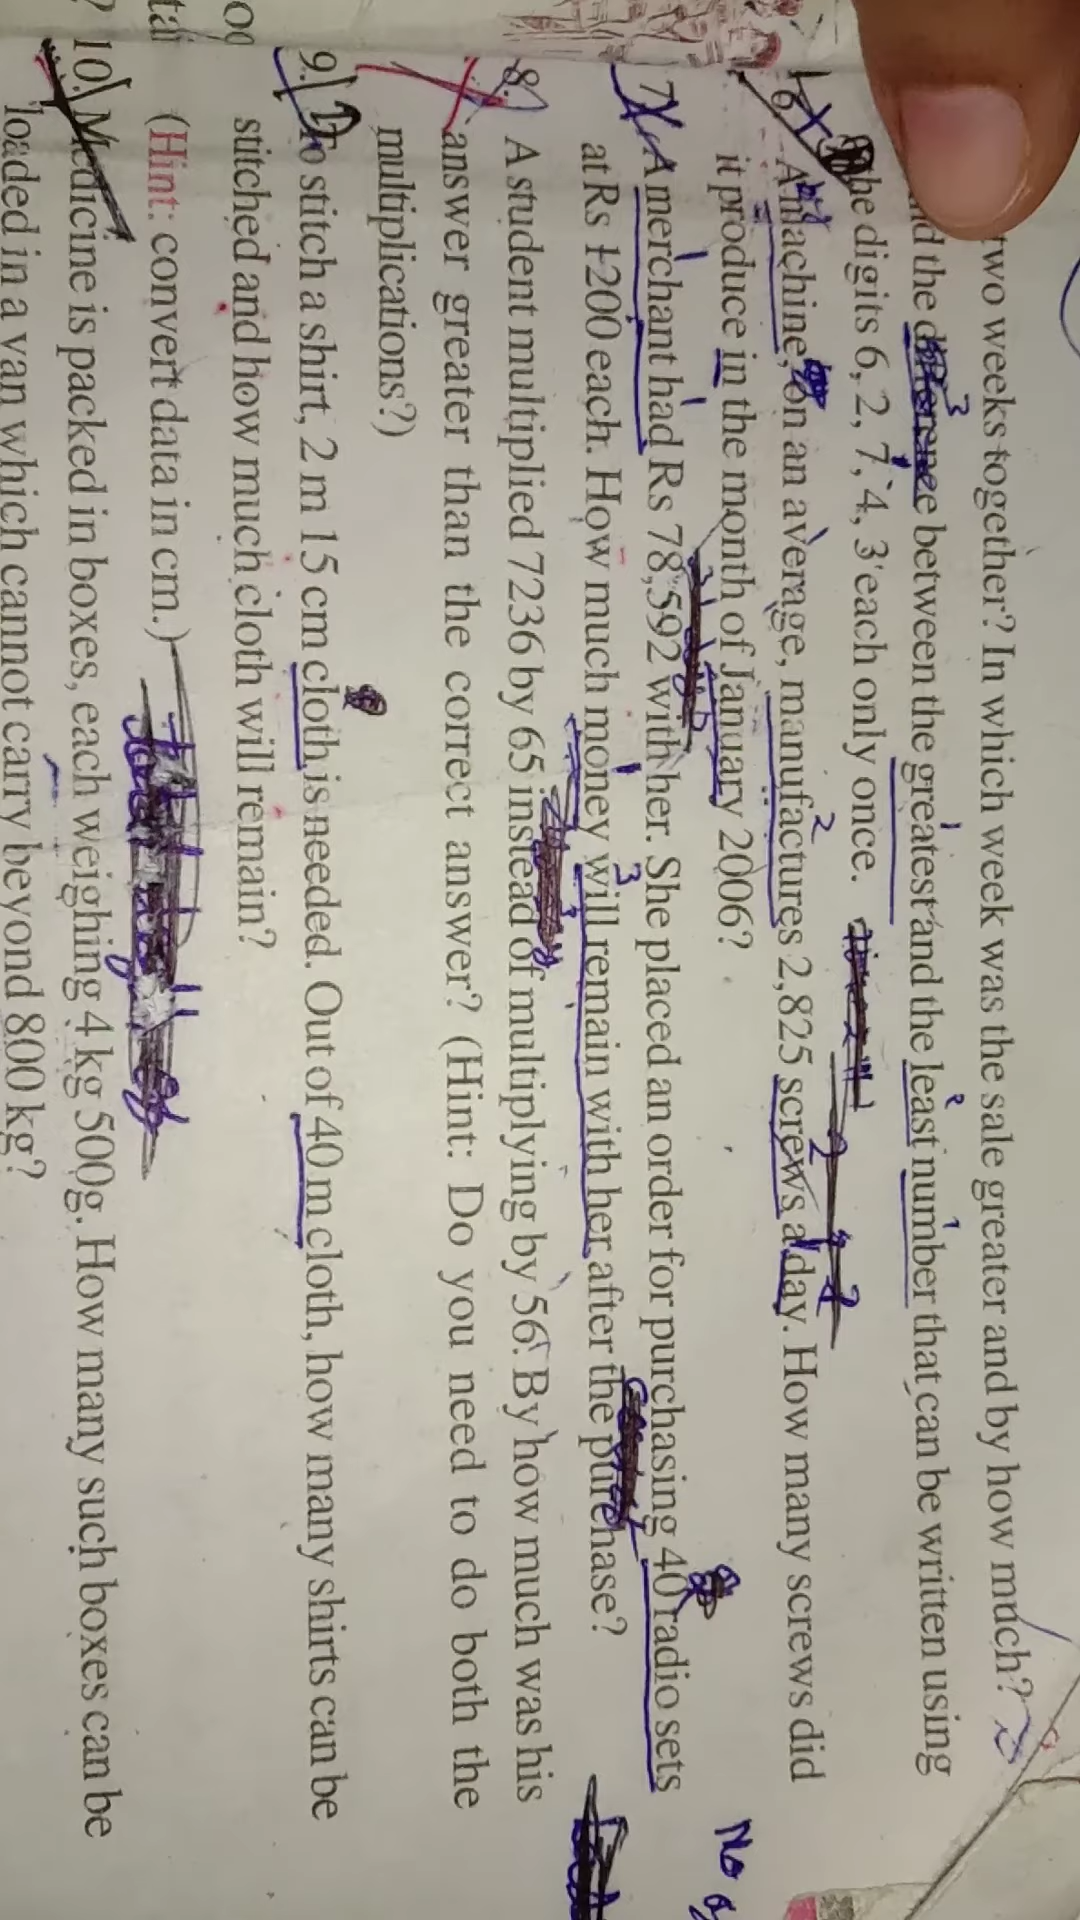 two weeks together? In which week was the sale greater and by how much?
nd the difference between the greatest and the least number that can be written using
the digits 6, 2, 7, 4, 3 each only once.
6. A machine, on an average, manufactures 2,825 screws a day. How many screws did
it produce in the month of January 2006?
7. A merchant had Rs 78,592 with her. She placed an order for purchasing 40 radio sets
at Rs 1200 each. How much money will remain with her after the purchase?
8. A student multiplied 7236 by 65 instead of multiplying by 56. By how much was his
answer greater than the correct answer? (Hint: Do you need to do both the
multiplications?)
9. To stitch a shirt, 2 m 15 cm cloth is needed. Out of 40 m cloth, how many shirts can be
stitched and how much cloth will remain?
(Hint: convert data in cm.)
10. Medicine is packed in boxes, each weighing 4 kg 500g. How many such boxes can be
loaded in a van which cannot carry beyond 800 kg?
No